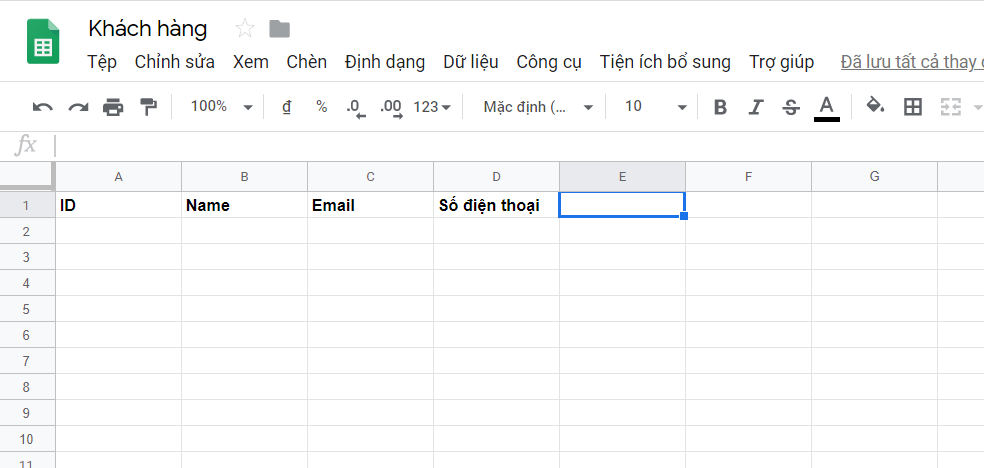 Khách hàng
Tệp Chỉnh sửa Xem Chèn Định dạng Dữ liệu Công cụ Tiện ích bổ sung Trợ giúp Đã lưu tất cả thay
100% ₫ % .0 .00 123 Mặc định (... 10 B I S A
fx
A B C D E F G
1 ID Name Email Số điện thoại
2
3
4
5
6
7
8
9
10
11